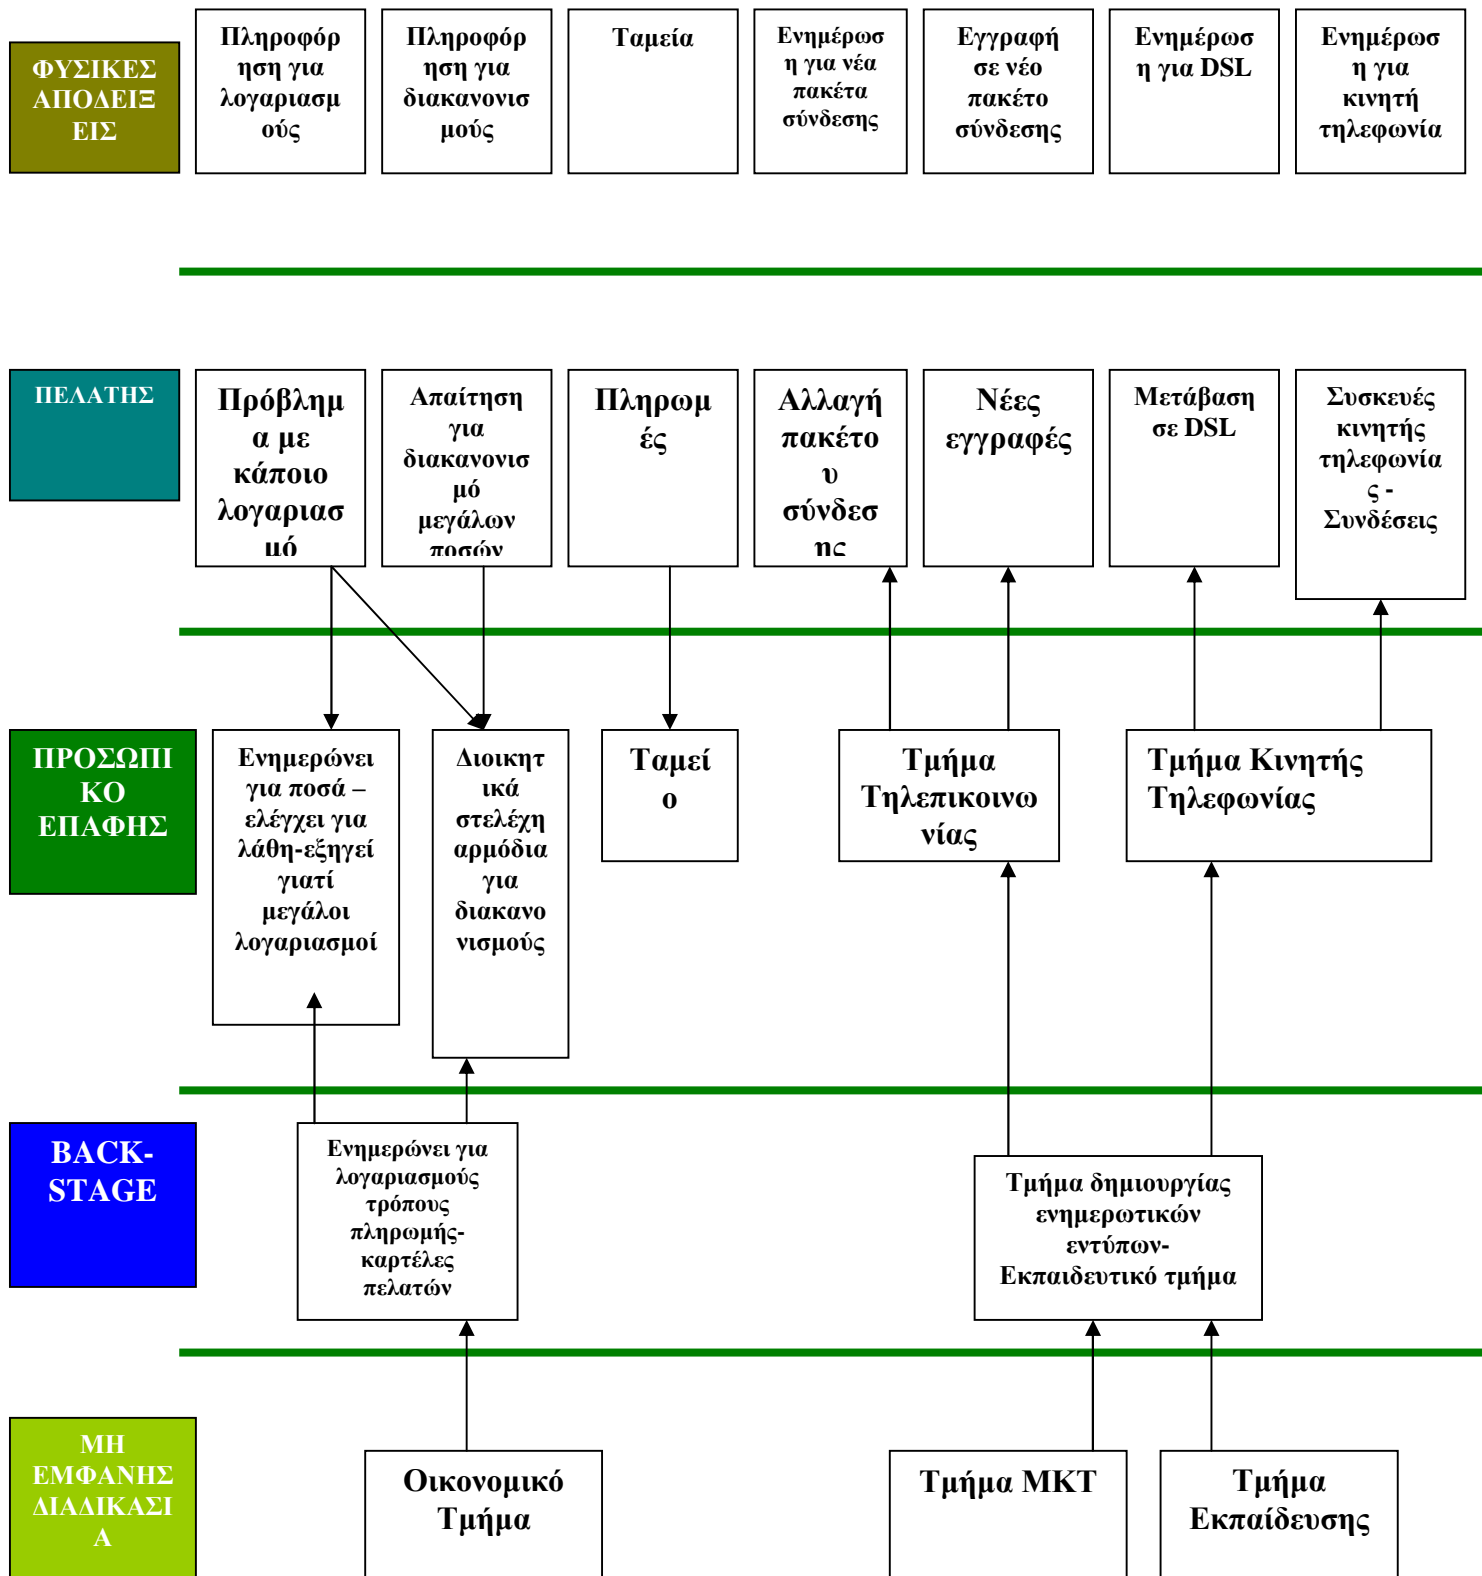 ΦΥΣΙΚΕΣ
ΑΠΟΔΕΙΞ
ΕΙΣ
Πληροφόρ
ηση για
λογαριασμ
ούς
Πληροφόρ
ηση για
διακανονισ
μούς
Ταμεία
Ενημέρωσ
η για νέα
πακέτα
σύνδεσης
Εγγραφή
σε νέο
πακέτο
σύνδεσης
Ενημέρωσ
η για DSL
Ενημέρωσ
η για
κινητή
τηλεφωνία
ΠΕΛΑΤΗΣ
Πρόβλημ
α με
κάποιο
λογαριασ
μό
Απαίτηση
για
διακανονισ
μό
μεγάλων
ποσών
Πληρωμ
ές
Αλλαγή
πακέτο
υ
σύνδεσ
ης
Νέες
εγγραφές
Μετάβαση
σε DSL
Συσκευές
κινητής
τηλεφωνία
ς -
Συνδέσεις
ΠΡΟΣΩΠΙ
ΚΟ
ΕΠΑΦΗΣ
Ενημερώνει
για ποσά –
ελέγχει για
λάθη-εξηγεί
γιατί
μεγάλοι
λογαριασμοί
Διοικητ
ικά
στελέχη
αρμόδια
για
διακανο
νισμούς
Ταμεί
ο
Τμήμα
Τηλεπικοινω
νίας
Τμήμα Κινητής
Τηλεφωνίας
BACK-
STAGE
Ενημερώνει για
λογαριασμούς
τρόπους
πληρωμής-
καρτέλες
πελατών
Τμήμα δημιουργίας
ενημερωτικών
εντύπων-
Εκπαιδευτικό τμήμα
ΜΗ
ΕΜΦΑΝΗΣ
ΔΙΑΔΙΚΑΣΙ
Α
Οικονομικό
Τμήμα
Τμήμα ΜΚΤ
Τμήμα
Εκπαίδευσης